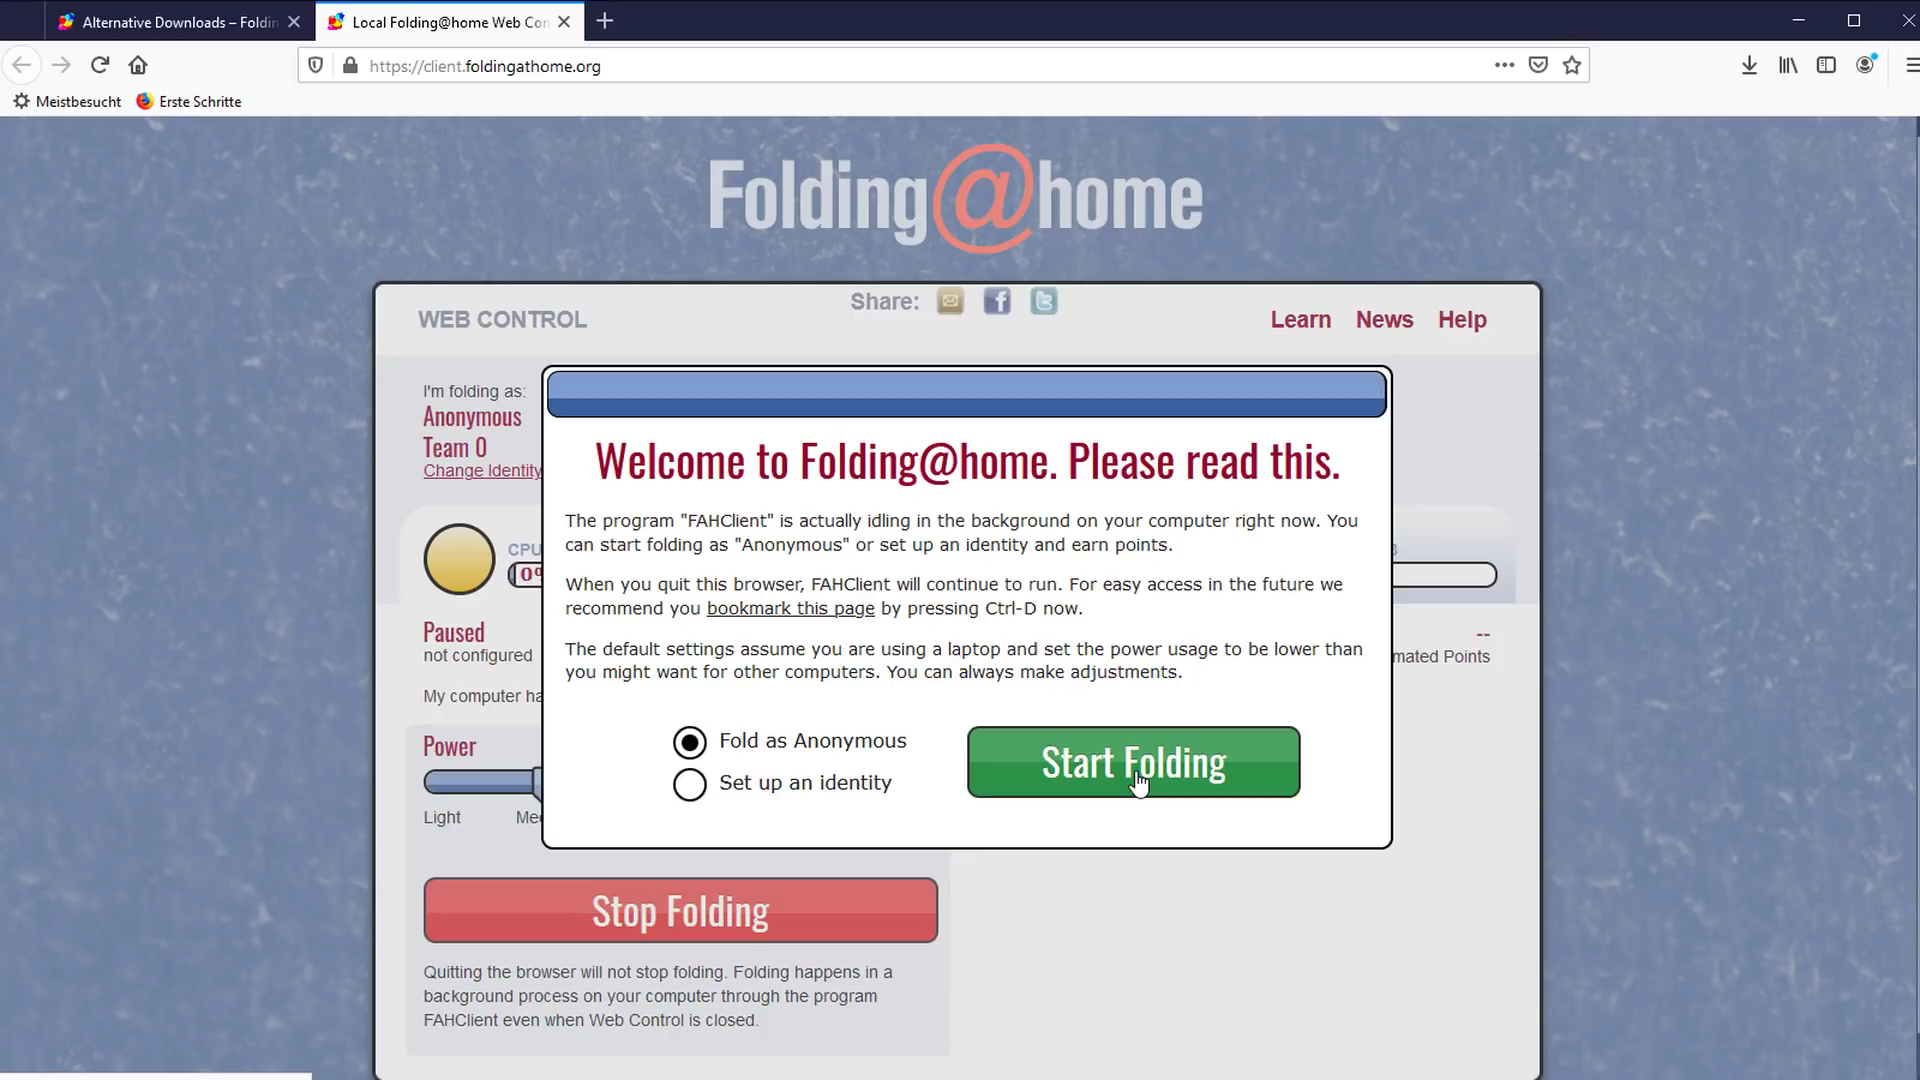 Alternative Downloads – Foldin
Local Folding@home Web Con
https://client.foldingathome.org
Meistbesucht
Erste Schritte
Folding@home
WEB CONTROL
Share:
Learn
News
Help
I'm folding as:
Anonymous
Team 0
Change Identity
Welcome to Folding@home. Please read this.
The program "FAHClient" is actually idling in the background on your computer right now. You
can start folding as "Anonymous" or set up an identity and earn points.
When you quit this browser, FAHClient will continue to run. For easy access in the future we
recommend you bookmark this page by pressing Ctrl-D now.
The default settings assume you are using a laptop and set the power usage to be lower than
you might want for other computers. You can always make adjustments.
Fold as Anonymous
Set up an identity
Start Folding
CPU
Paused
not configured
--
mated Points
My computer ha
Power
Light
Me
Stop Folding
Quitting the browser will not stop folding. Folding happens in a
background process on your computer through the program
FAHClient even when Web Control is closed.